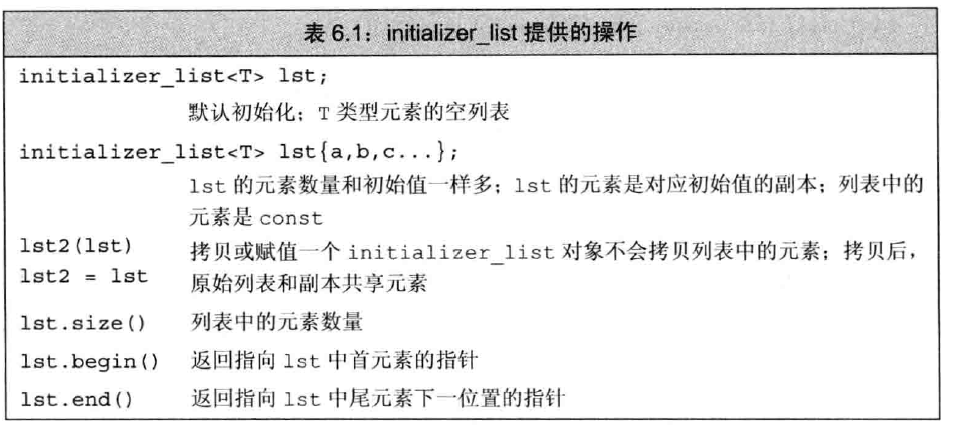 表 6.1：initializer_list 提供的操作
initializer_list<T> lst;
默认初始化；T 类型元素的空列表
initializer_list<T> lst{a,b,c...};
lst 的元素数量和初始值一样多；lst 的元素是对应初始值的副本；列表中的
元素是 const
lst2(lst) 拷贝或赋值一个 initializer_list 对象不会拷贝列表中的元素；拷贝后，
lst2 = lst 原始列表和副本共享元素
lst.size() 列表中的元素数量
lst.begin() 返回指向 lst 中首元素的指针
lst.end() 返回指向 lst 中尾元素下一位置的指针